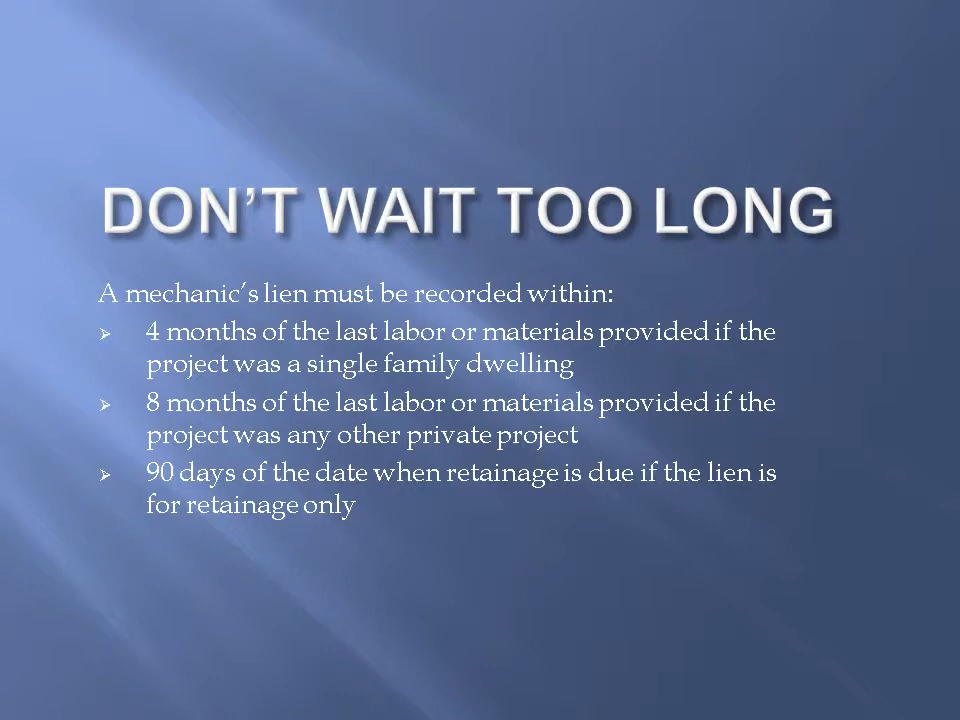 DON'T WAIT TOO LONG
A mechanic's lien must be recorded within:
➢ 4 months of the last labor or materials provided if the
project was a single family dwelling
➢ 8 months of the last labor or materials provided if the
project was any other private project
➢ 90 days of the date when retainage is due if the lien is
for retainage only